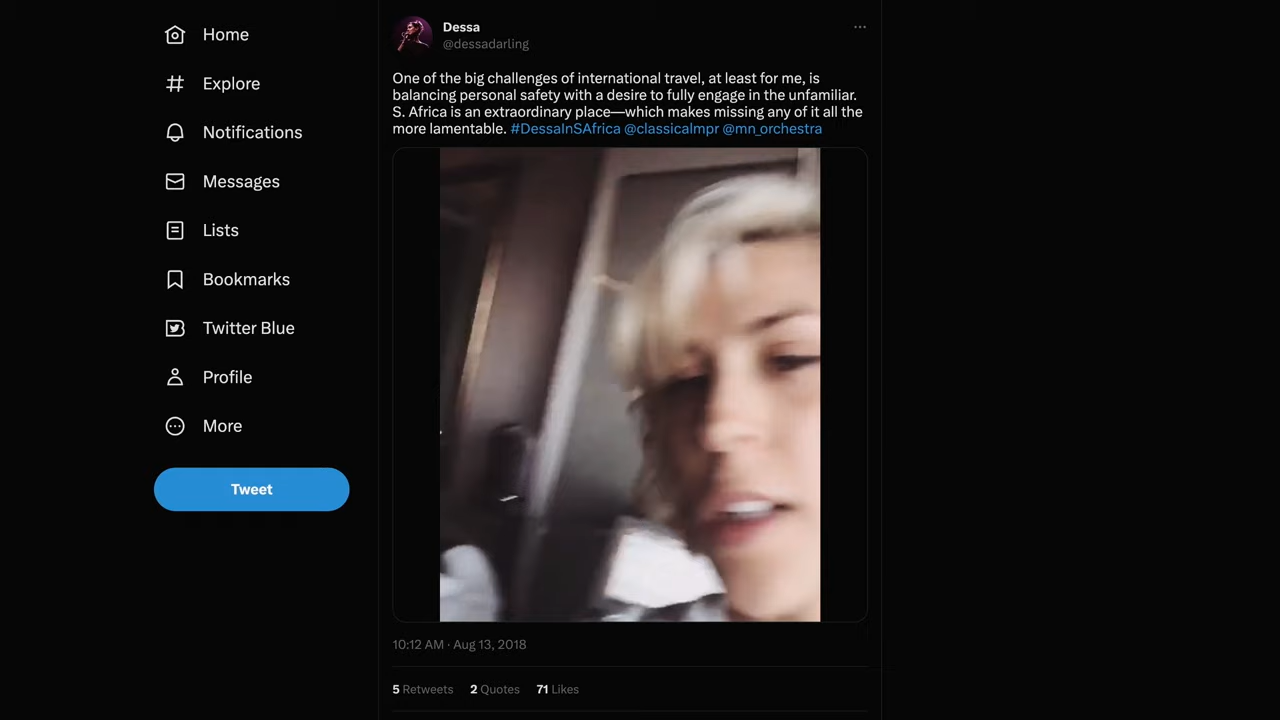 Home
Explore
Notifications
Messages
Lists
Bookmarks
Twitter Blue
Profile
More
Tweet
Dessa
@dessadarling
One of the big challenges of international travel, at least for me, is
balancing personal safety with a desire to fully engage in the unfamiliar.
S. Africa is an extraordinary place—which makes missing any of it all the
more lamentable. #DessaInSAfrica @classicalmpr @mn_orchestra
10:12 AM · Aug 13, 2018
5 Retweets 2 Quotes 71 Likes